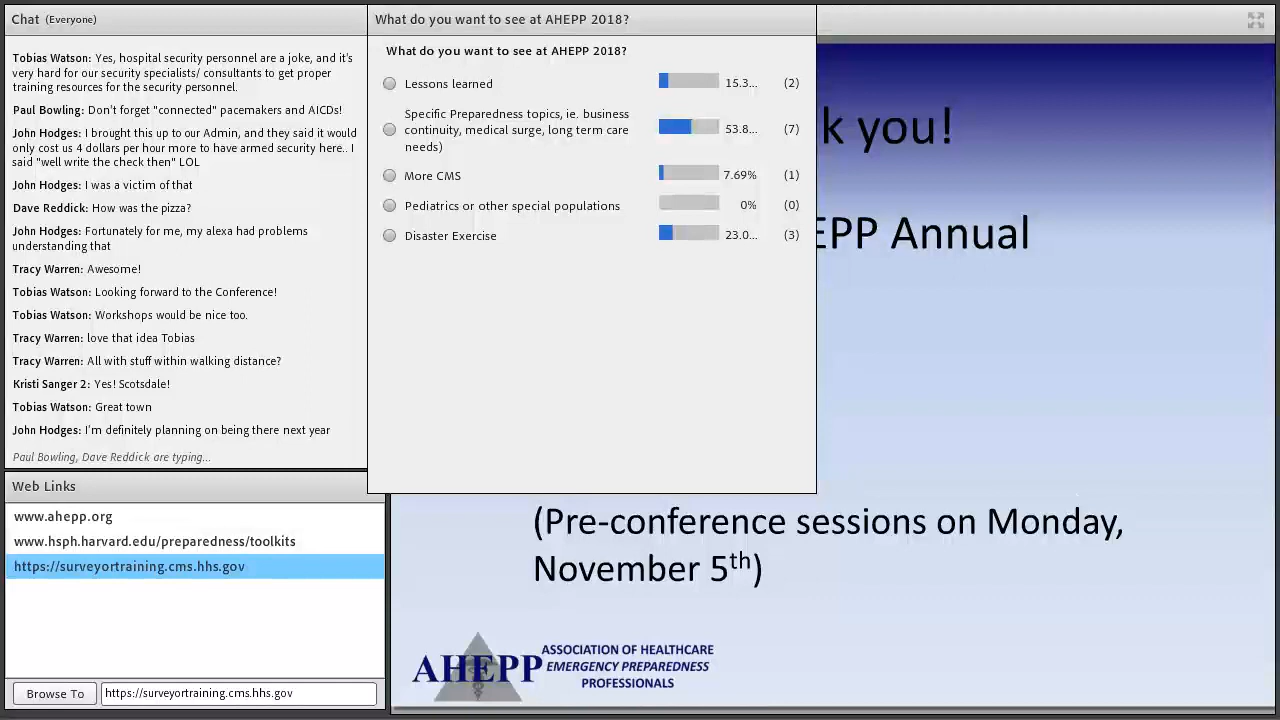 Chat (Everyone)
Tobias Watson: Yes, hospital security personnel are a joke, and it's
very hard for our security specialists/ consultants to get proper
training resources for the security personnel.
Paul Bowling: Don't forget "connected" pacemakers and AICDs!
John Hodges: I brought this up to our Admin, and they said it would
only cost us 4 dollars per hour more to have armed security here.. I
said "well write the check then" LOL
John Hodges: I was a victim of that
Dave Reddick: How was the pizza?
John Hodges: Fortunately for me, my alexa had problems
understanding that
Tracy Warren: Awesome!
Tobias Watson: Looking forward to the Conference!
Tobias Watson: Workshops would be nice too.
Tracy Warren: love that idea Tobias
Tracy Warren: All with stuff within walking distance?
Kristi Sanger 2: Yes! Scotsdale!
Tobias Watson: Great town
John Hodges: I'm definitely planning on being there next year
Paul Bowling, Dave Reddick are typing...
Web Links
www.ahepp.org
www.hsph.harvard.edu/preparedness/toolkits
https://surveyortraining.cms.hhs.gov
Browse To https://surveyortraining.cms.hhs.gov
What do you want to see at AHEPP 2018?
What do you want to see at AHEPP 2018?
Lessons learned 15.3... (2)
Specific Preparedness topics, ie. business
continuity, medical surge, long term care 53.8... (7)
needs)
More CMS 7.69% (1)
Pediatrics or other special populations 0% (0)
Disaster Exercise 23.0... (3)
k you!
EPP Annual
(Pre-conference sessions on Monday,
November 5th)
AHEPP
ASSOCIATION OF HEALTHCARE
EMERGENCY PREPAREDNESS
PROFESSIONALS